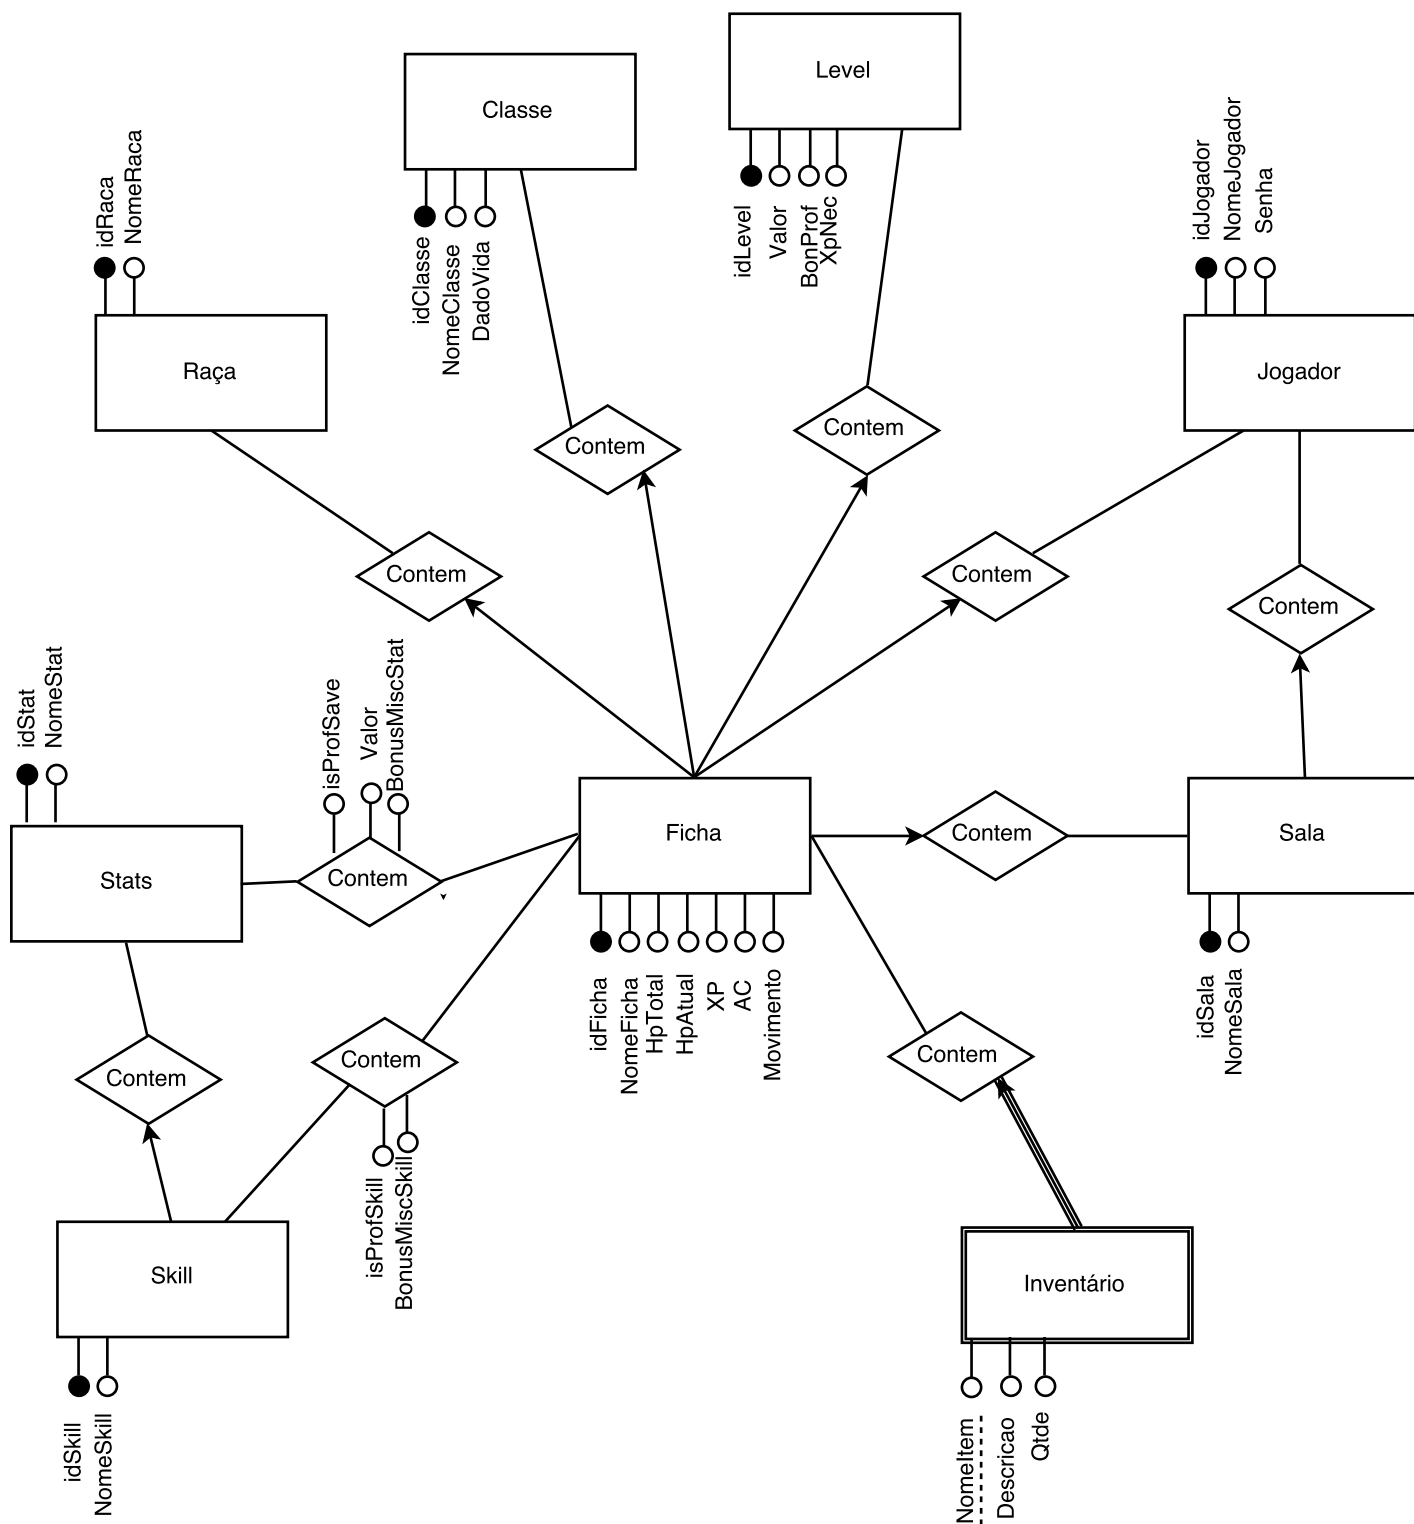 Level
idLevel
Valor
BonProf
XpNec
Classe
idClasse
NomeClasse
DadoVida
idRaca
NomeRaca
Raça
idJogador
NomeJogador
Senha
Jogador
Contem
Contem
Contem
Contem
Contem
idStat
NomeStat
Stats
isProfSave
Valor
BonusMiscStat
Contem
Ficha
idFicha
NomeFicha
HpTotal
HpAtual
XP
AC
Movimento
Contem
Sala
idSala
NomeSala
Contem
Contem
isProfSkill
BonusMiscSkill
Contem
Skill
idSkill
NomeSkill
Inventário
NomeItem
Descricao
Qtde